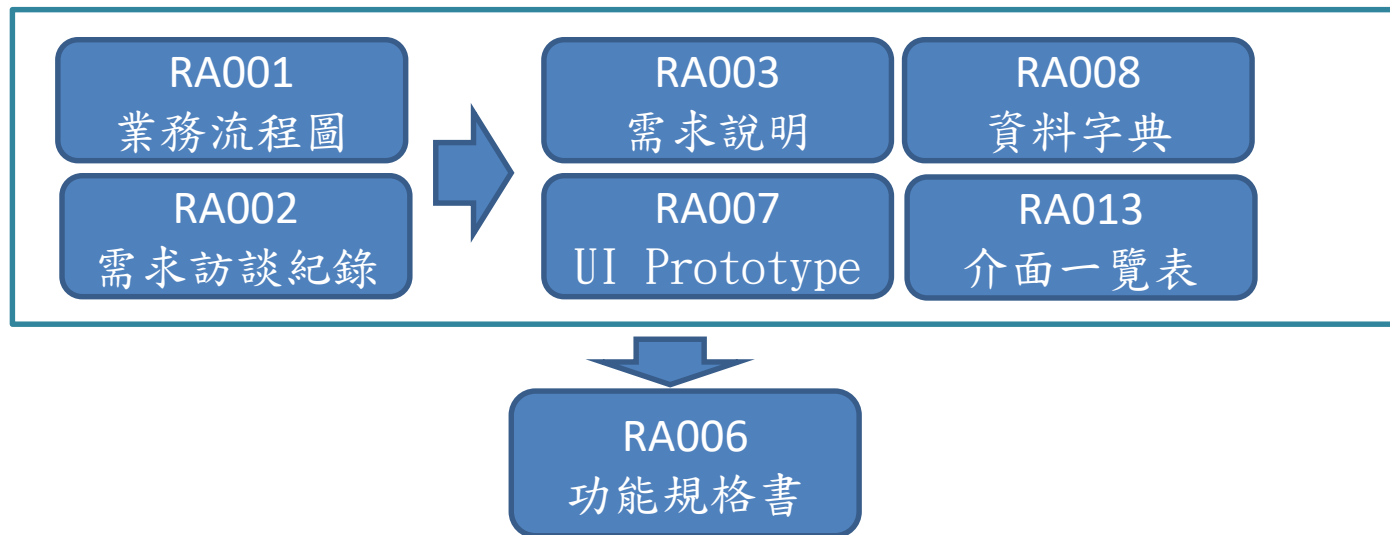 RA001
業務流程圖
RA002
需求訪談紀錄
RA003
需求說明
RA008
資料字典
RA007
UI Prototype
RA013
介面一覽表
RA006
功能規格書